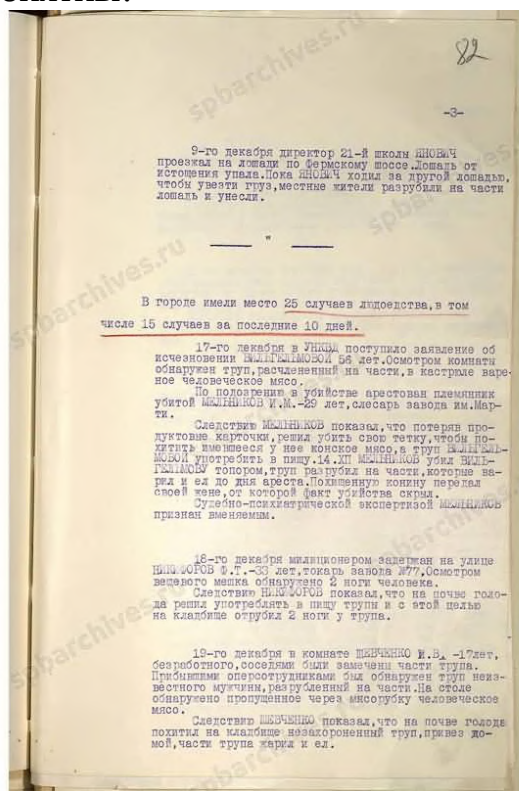 82
-3-
9-го декабря директор 21-й школы ЯНОВИЧ
проезжал на лошади по Фермскому шоссе.Лошадь от
истощения упала.Пока ЯНОВИЧ ходил за другой лошадью,
чтобы увезти груз,местные жители разрубили на части
лошадь и унесли.
"
В городе имели место 25 случаев людоедства,в том
числе 15 случаев за последние 10 дней.
17-го декабря в УНКВД поступило заявление об
исчезновении ВИЛЬГЕЛЬМОВОЙ 56 лет.Осмотром комнаты
обнаружен труп,расчлененный на части,в кастрюле варе-
ное человеческое мясо.
По подозрению в убийстве арестован племянник
убитой МЕЛЬНИКОВ И.М.-29 лет,слесарь завода им.Мар-
ти.
Следствию МЕЛЬНИКОВ показал,что потеряв про-
дуктовые карточки,решил убить свою тетку,чтобы по-
хитить имевшееся у нее конское мясо,а труп ВИЛЬГЕЛЬ-
МОВОЙ употребить в пищу.14.XII МЕЛЬНИКОВ убил ВИЛЬ-
ГЕЛЬМОВУ топором,труп разрубил на части,которые ва-
рил и ел до дня ареста.Похищенную конину передал
своей жене,от которой факт убийства скрыл.
Судебно-психиатрической экспертизой МЕЛЬНИКОВ
признан вменяемым.
18-го декабря милиционером задержан на улице
НИКИФОРОВ Ф.Т.-33 лет,токарь завода №77.Осмотром
вещевого мешка обнаружено 2 ноги человека.
Следствию НИКИФОРОВ показал,что на почве голо-
да решил употреблять в пищу трупы и с этой целью
на кладбище отрубил 2 ноги у трупа.
19-го декабря в комнате ШЕВЧЕНКО И.В. -17лет,
безработного,соседями были замечены части трупа.
Прибывшими оперсотрудниками был обнаружен труп неиз-
вестного мужчины,разрубленный на части.На столе
обнаружено пропущенное через мясорубку человеческое
мясо.
Следствию ШЕВЧЕНКО показал,что на почве голода
похитил на кладбище незахороненный труп,привез до-
мой,части трупа жарил и ел.
spbarchives.ru